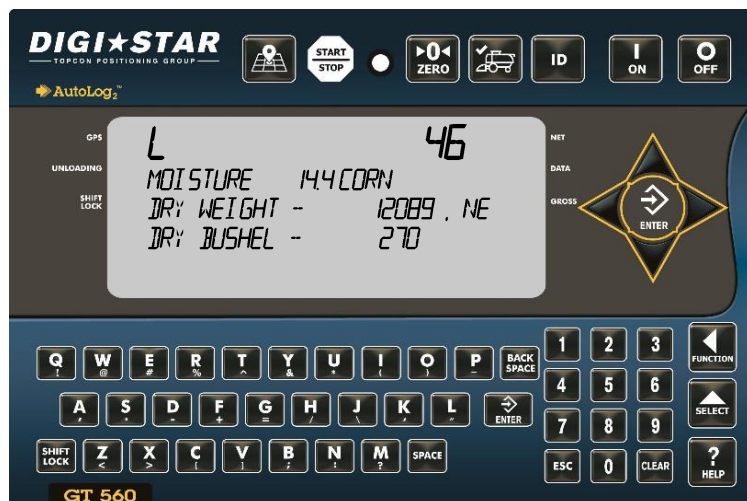 DIGI★STAR
TOPCON POSITIONING GROUP
AutoLog2™
START
STOP
▸0◂
ZERO
ID
I
ON
O
OFF
GPS
UNLOADING
SHIFT
LOCK
L 46
MOISTURE 14.4 CORN
DRY WEIGHT - 12089 , NE
DRY BUSHEL - 270
NET
DATA
GROSS
ENTER
Q W E R T Y U I O P BACK SPACE
! @ # % ^ & * ( ) _
A S D F G H J K L ENTER
' * - + = / \ , "
SHIFT LOCK Z X C V B N M SPACE
< > [ ] ; : ?
1 2 3 FUNCTION
4 5 6 SELECT
7 8 9
ESC 0 CLEAR ? HELP
GT 560